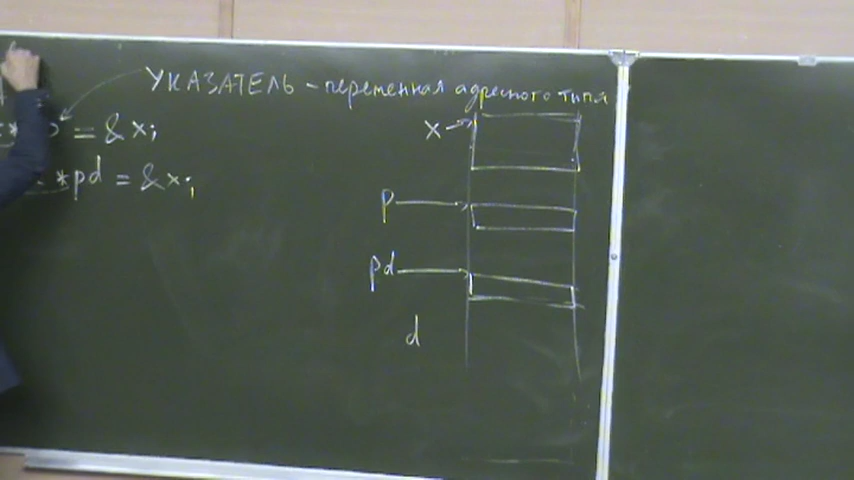 УКАЗАТЕЛЬ – переменная адресного типа
= &x;
*pd = &x;
x
p
pd
d